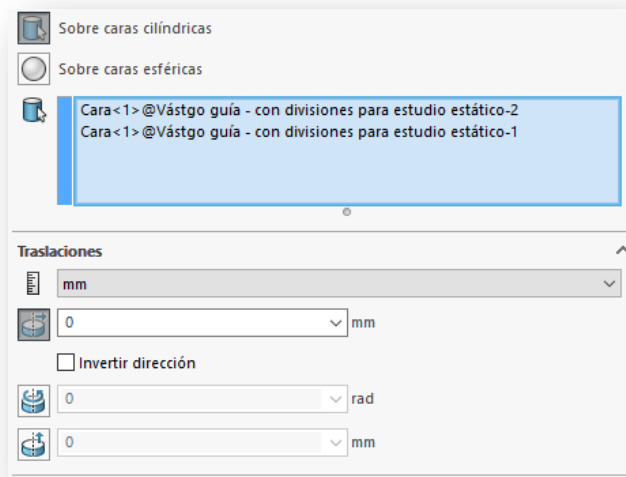 Sobre caras cilíndricas
Sobre caras esféricas
Cara<1>@Vástgo guía - con divisiones para estudio estático-2
Cara<1>@Vástgo guía - con divisiones para estudio estático-1
Traslaciones
mm
0 mm
Invertir dirección
0 rad
0 mm